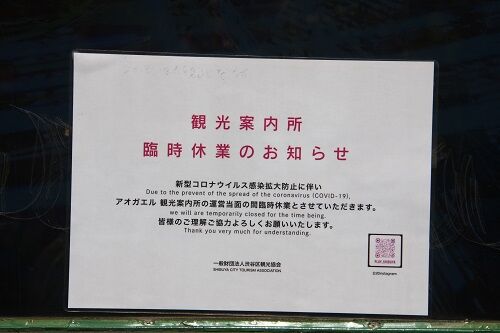 観光案内所
臨時休業のお知らせ
新型コロナウイルス感染拡大防止に伴い
Due to the prevent of the spread of the coronavirus (COVID-19),
アオガエル 観光案内所の運営当面の間臨時休業とさせていただきます。
we will are temporarily closed for the time being.
皆様のご理解ご協力よろしくお願いいたします。
Thank you very much for understanding.
一般財団法人渋谷区観光協会
SHIBUYA CITY TOURISM ASSOCIATION
PLAY.SHIBUYA